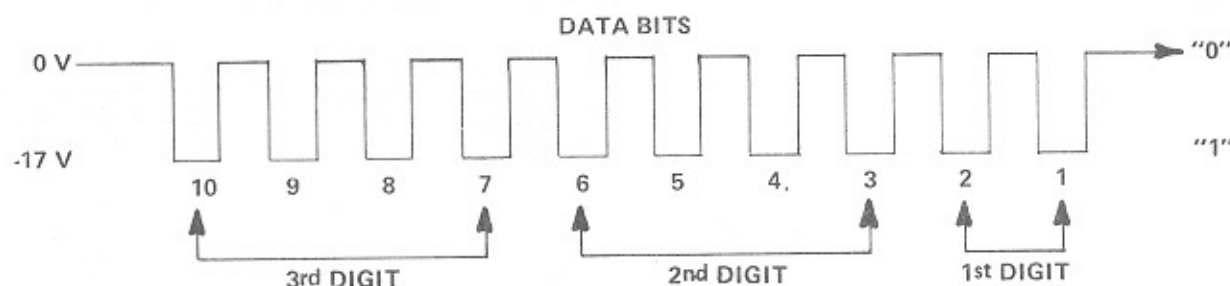 DATA BITS
0 V
"0"
-17 V
"1"
10 9 8 7 6 5 4. 3 2 1
3rd DIGIT 2nd DIGIT 1st DIGIT